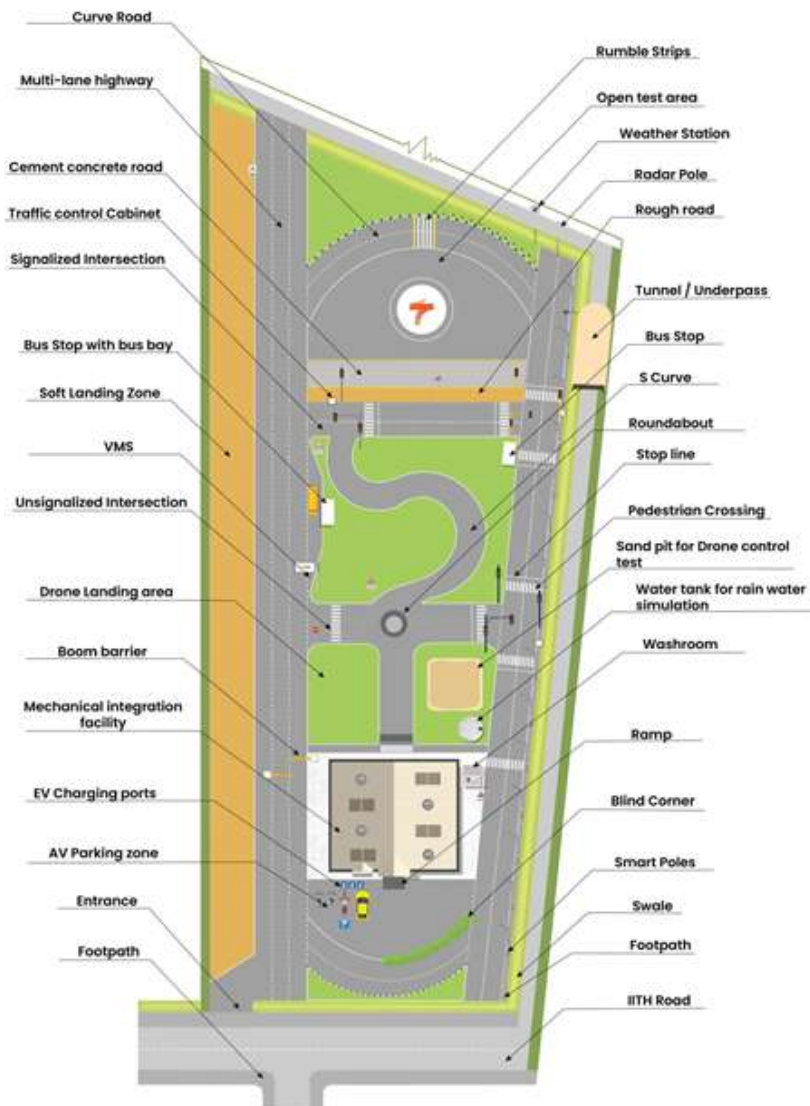 Curve Road
Multi-lane highway
Cement concrete road
Traffic control Cabinet
Signalized Intersection
Bus Stop with bus bay
Soft Landing Zone
VMS
Unsignalized Intersection
Drone Landing area
Boom barrier
Mechanical integration
facility
EV Charging ports
AV Parking zone
Entrance
Footpath
Rumble Strips
Open test area
Weather Station
Radar Pole
Rough road
Tunnel / Underpass
Bus Stop
S Curve
Roundabout
Stop line
Pedestrian Crossing
Sand pit for Drone control
test
Water tank for rain water
simulation
Washroom
Ramp
Blind Corner
Smart Poles
Swale
Footpath
IITH Road